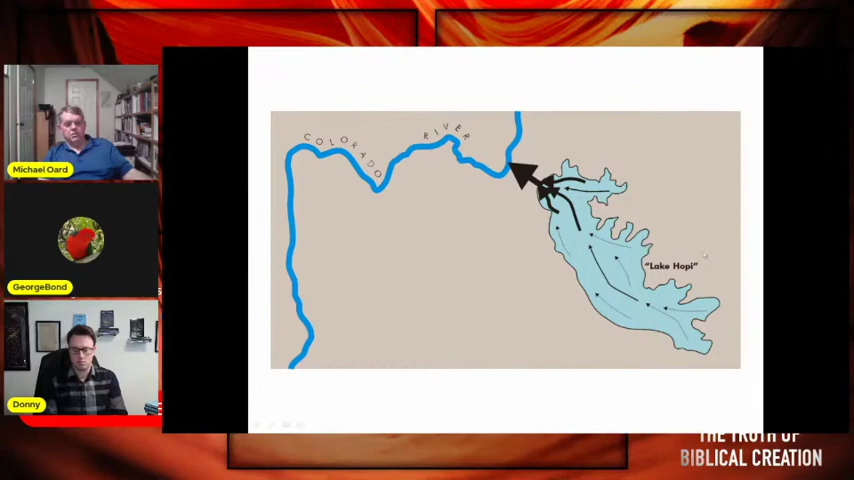 Michael Oard
GeorgeBond
Donny
COLORADO RIVER
"Lake Hopi"
THE TRUTH OF
BIBLICAL CREATION